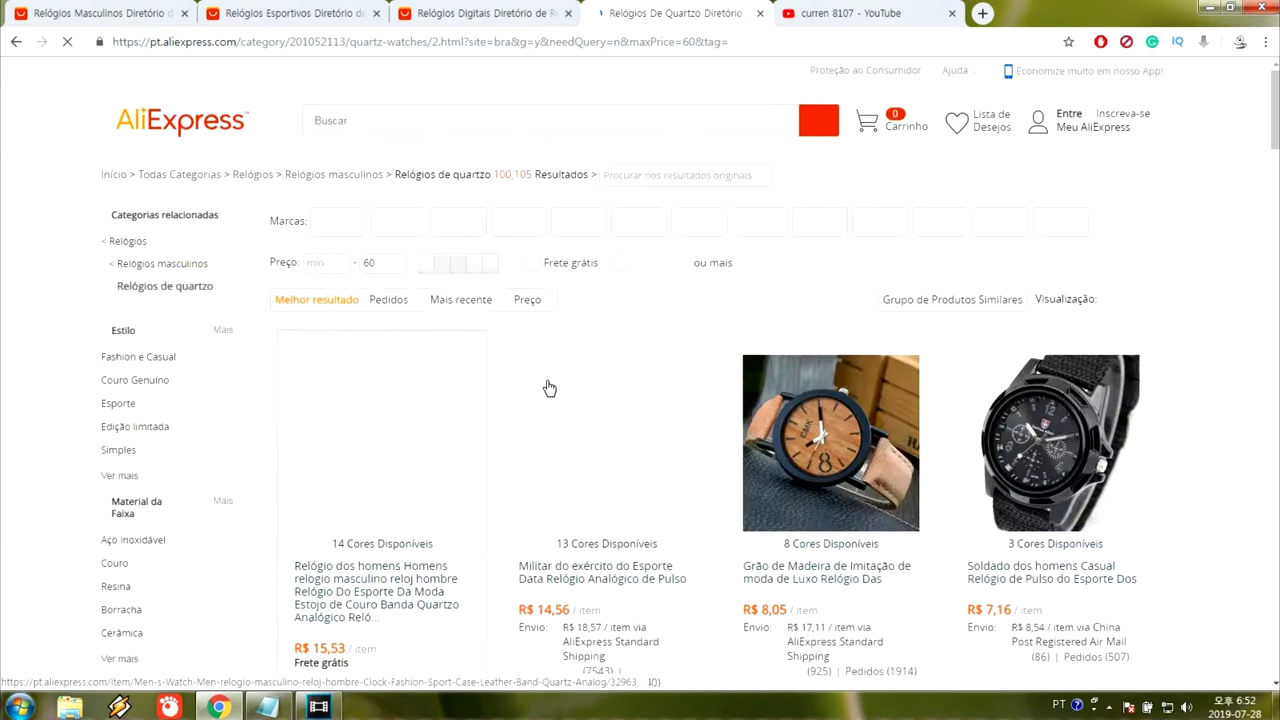 Relógios Masculinos Diretório d
Relógios Esportivos Diretório d
Relógios Digitais Diretório de R
Relógios De Quartzo Diretório
curren 8107 - YouTube
https://pt.aliexpress.com/category/201052113/quartz-watches/2.html?site=bra&g=y&needQuery=n&maxPrice=60&tag=
IQ
Proteção ao Consumidor
Ajuda
Economize muito em nosso App!
AliExpress
Buscar
0
Carrinho
Lista de
Desejos
Entre
Inscreva-se
Meu AliExpress
Início > Todas Categorias > Relógios > Relógios masculinos > Relógios de quartzo 100,105 Resultados >
Procurar nos resultados originais
Categorias relacionadas
< Relógios
< Relógios masculinos
Relógios de quartzo
Marcas:
Preço: min - 60
Frete grátis
ou mais
Melhor resultado
Pedidos
Mais recente
Preço
Grupo de Produtos Similares
Visualização:
Estilo
Mais
Fashion e Casual
Couro Genuíno
Esporte
Edição limitada
Simples
Ver mais
Material da
Faixa
Mais
Aço Inoxidável
Couro
Resina
Borracha
Cerâmica
Ver mais
14 Cores Disponíveis
Relógio dos homens Homens
relogio masculino reloj hombre
Relógio Do Esporte Da Moda
Estojo de Couro Banda Quartzo
Analógico Reló...
R$ 15,53 / item
Frete grátis
13 Cores Disponíveis
Militar do exército do Esporte
Data Relógio Analógico de Pulso
R$ 14,56 / item
Envio: R$ 18,57 / item via
AliExpress Standard
Shipping
(7543) |
8 Cores Disponíveis
Grão de Madeira de Imitação de
moda de Luxo Relógio Das
R$ 8,05 / item
Envio: R$ 17,11 / item via
AliExpress Standard
Shipping
(925) | Pedidos (1914)
3 Cores Disponíveis
Soldado dos homens Casual
Relógio de Pulso do Esporte Dos
R$ 7,16 / item
Envio: R$ 8,54 / item via China
Post Registered Air Mail
(86) | Pedidos (507)
https://pt.aliexpress.com/item/Men-s-Watch-Men-relogio-masculino-reloj-hombre-Clock-Fashion-Sport-Case-Leather-Band-Quartz-Analog/32963...
PT
오후 6:52
2019-07-28